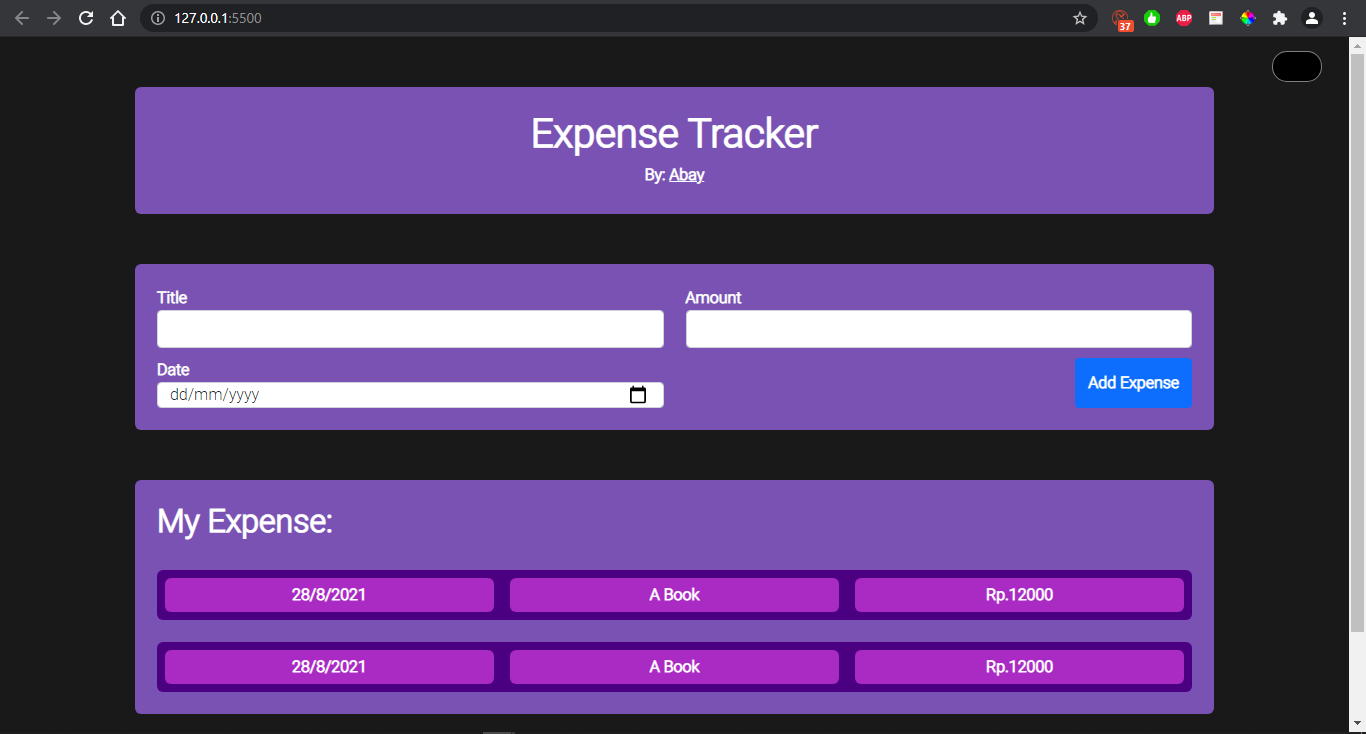 127.0.0.1:5500
37
ABP
Expense Tracker
By: Abay
Title
Amount
Date
dd/mm/yyyy
Add Expense
My Expense:
28/8/2021 A Book Rp.12000
28/8/2021 A Book Rp.12000